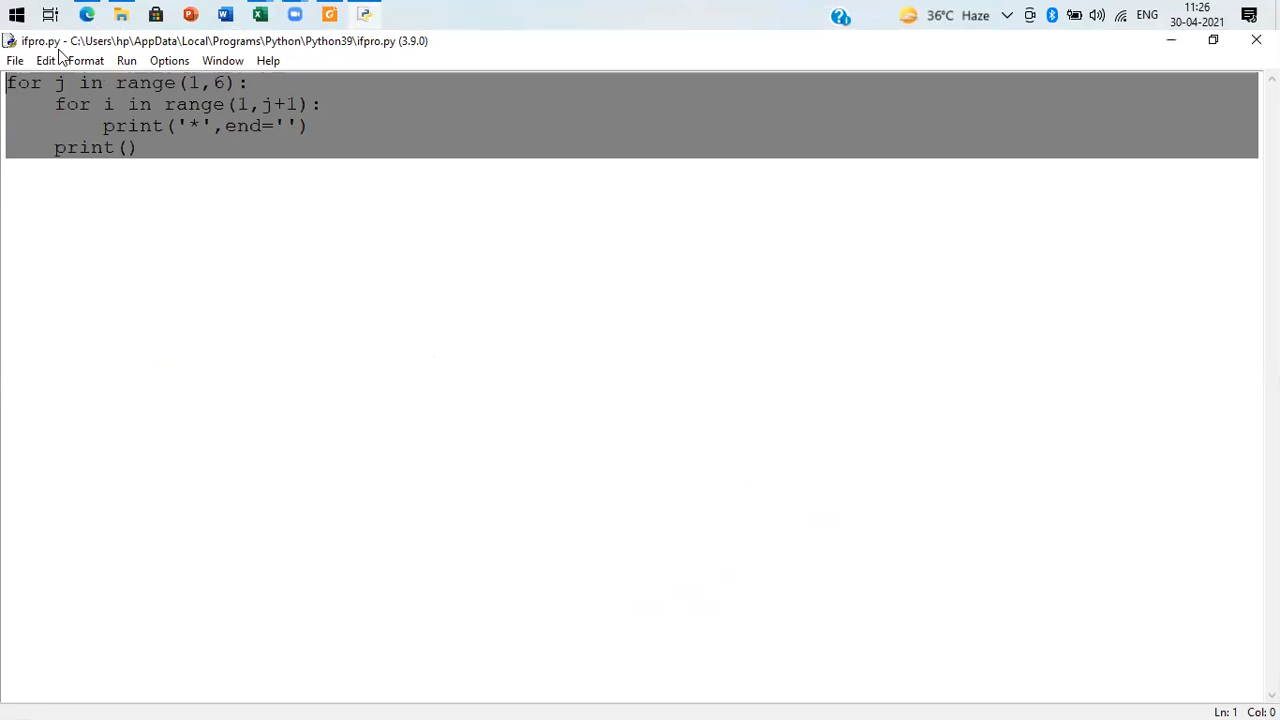 36°C Haze
ENG
11:26
30-04-2021
ifpro.py - C:\Users\hp\AppData\Local\Programs\Python\Python39\ifpro.py (3.9.0)
File Edit Format Run Options Window Help
for j in range(1,6):
    for i in range(1,j+1):
        print('*',end='')
    print()
Ln: 1 Col: 0